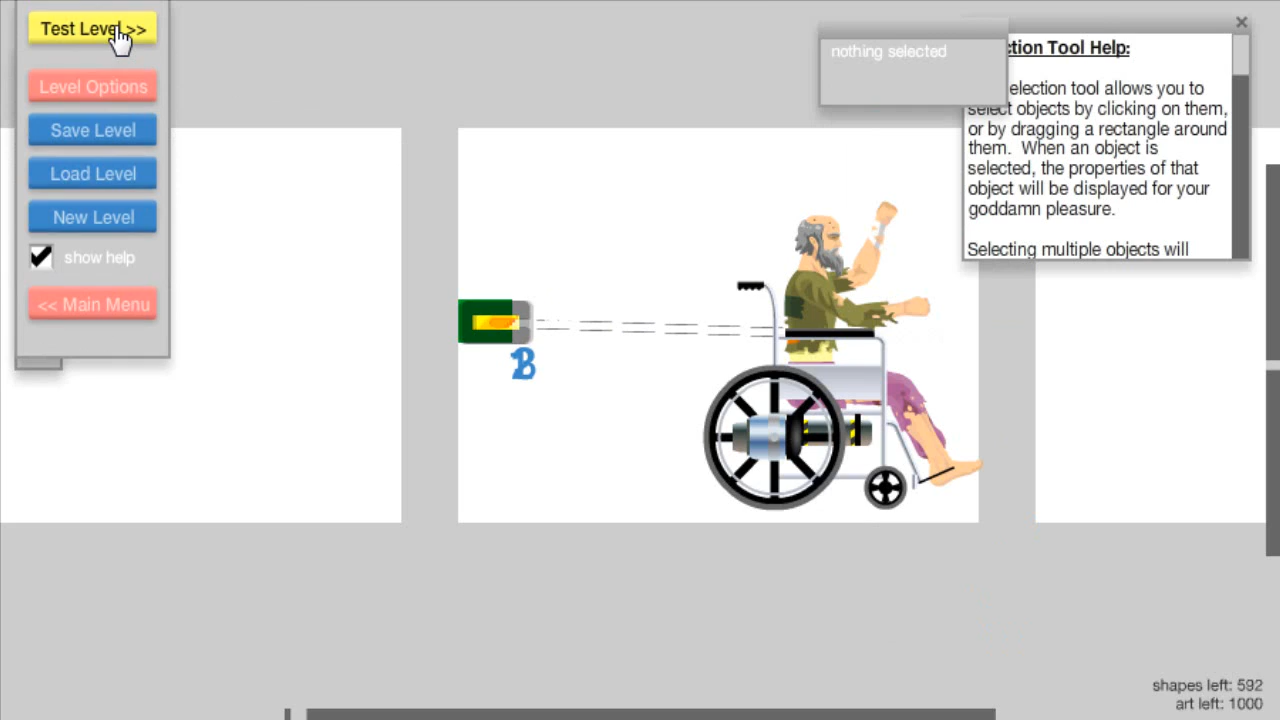 Test Level >>
Level Options
Save Level
Load Level
New Level
show help
<< Main Menu
nothing selected
ction Tool Help:
election tool allows you to
select objects by clicking on them,
or by dragging a rectangle around
them. When an object is
selected, the properties of that
object will be displayed for your
goddamn pleasure.
Selecting multiple objects will
B
shapes left: 592
art left: 1000